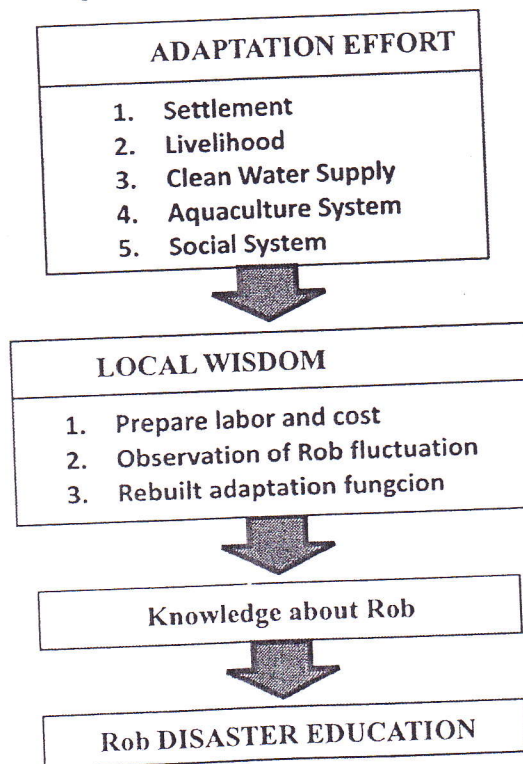 ADAPTATION EFFORT
1. Settlement
2. Livelihood
3. Clean Water Supply
4. Aquaculture System
5. Social System
LOCAL WISDOM
1. Prepare labor and cost
2. Observation of Rob fluctuation
3. Rebuilt adaptation fungcion
Knowledge about Rob
Rob DISASTER EDUCATION